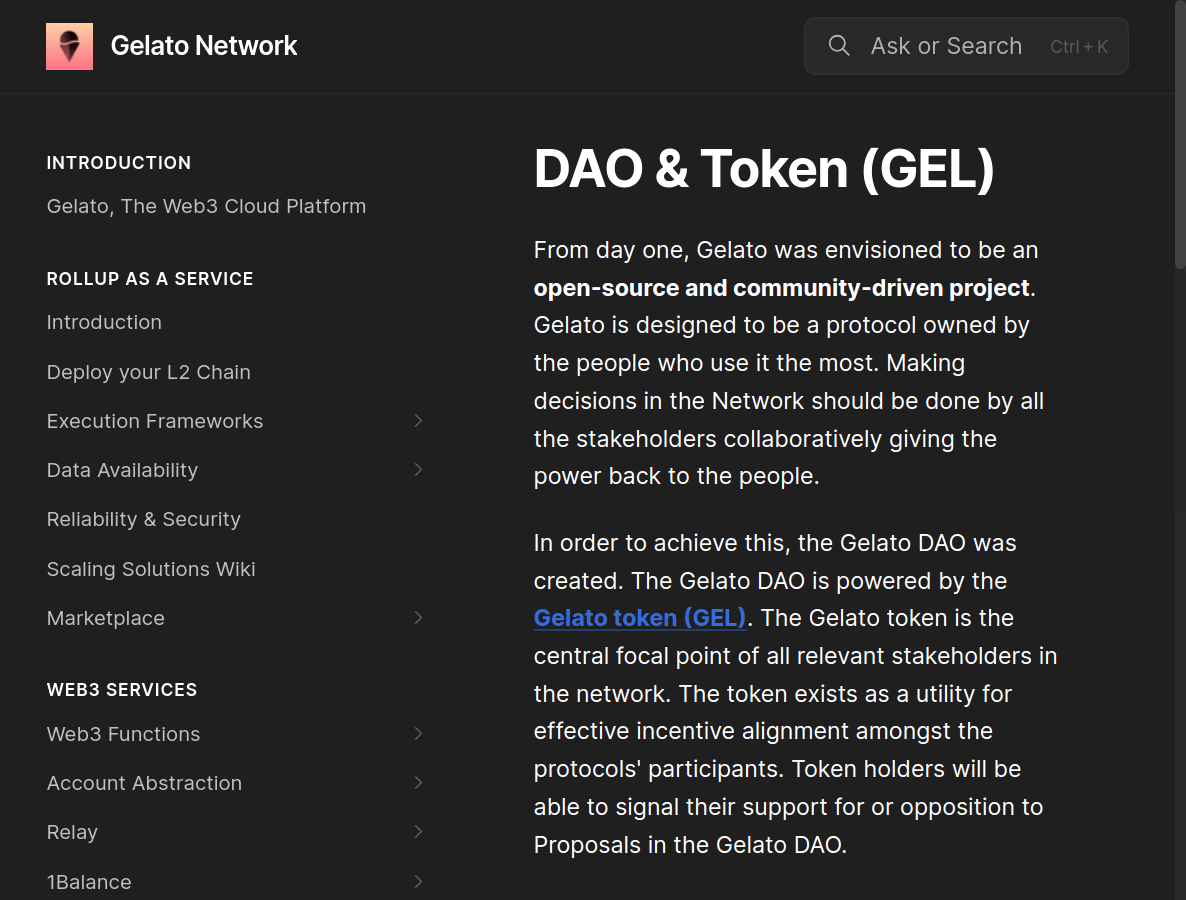 Gelato Network
Ask or Search Ctrl + K
INTRODUCTION
Gelato, The Web3 Cloud Platform
ROLLUP AS A SERVICE
Introduction
Deploy your L2 Chain
Execution Frameworks
Data Availability
Reliability & Security
Scaling Solutions Wiki
Marketplace
WEB3 SERVICES
Web3 Functions
Account Abstraction
Relay
1Balance
DAO & Token (GEL)
From day one, Gelato was envisioned to be an
open-source and community-driven project.
Gelato is designed to be a protocol owned by
the people who use it the most. Making
decisions in the Network should be done by all
the stakeholders collaboratively giving the
power back to the people.
In order to achieve this, the Gelato DAO was
created. The Gelato DAO is powered by the
Gelato token (GEL). The Gelato token is the
central focal point of all relevant stakeholders in
the network. The token exists as a utility for
effective incentive alignment amongst the
protocols' participants. Token holders will be
able to signal their support for or opposition to
Proposals in the Gelato DAO.